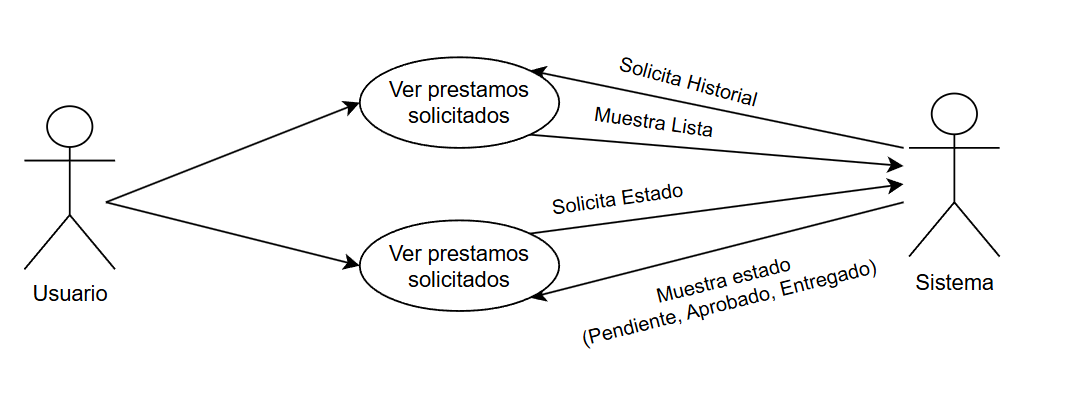 Solicita Historial
Ver prestamos
solicitados
Muestra Lista
Solicita Estado
Ver prestamos
solicitados
Muestra estado
(Pendiente, Aprobado, Entregado)
Usuario
Sistema